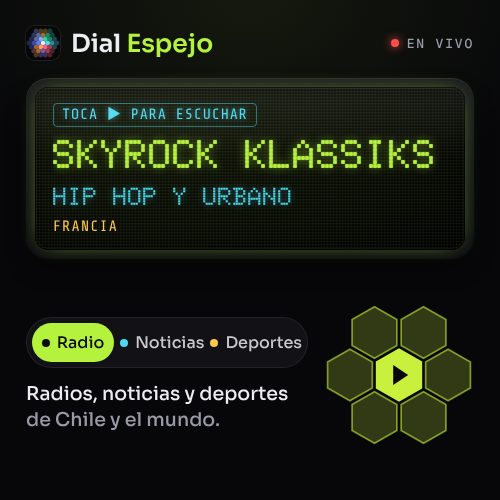 Dial Espejo
EN VIVO
TOCA ▶ PARA ESCUCHAR
SKYROCK KLASSIKS
HIP HOP Y URBANO
FRANCIA
Radio Noticias Deportes
Radios, noticias y deportes
de Chile y el mundo.